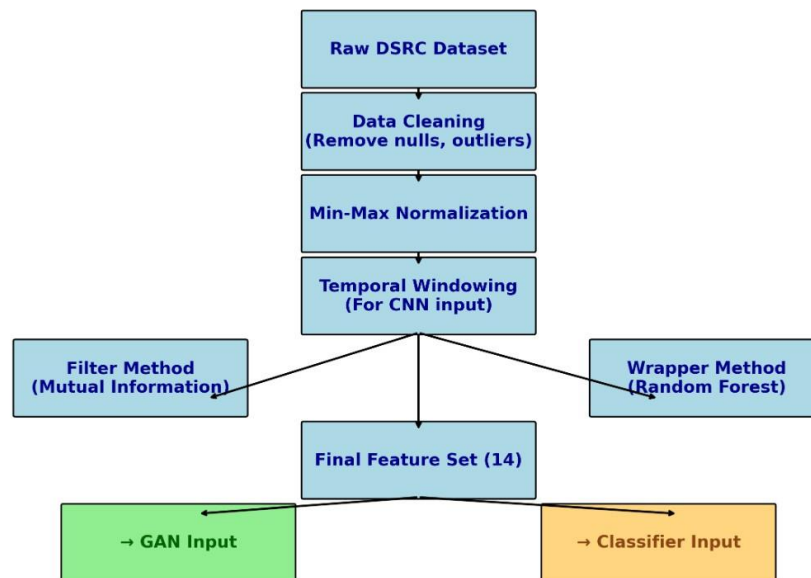 Raw DSRC Dataset
Data Cleaning
(Remove nulls, outliers)
Min-Max Normalization
Temporal Windowing
(For CNN input)
Filter Method
(Mutual Information)
Wrapper Method
(Random Forest)
Final Feature Set (14)
→ GAN Input
→ Classifier Input